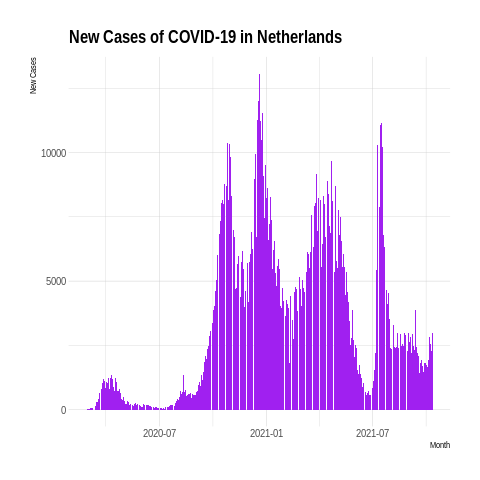 New Cases of COVID-19 in Netherlands
New Cases
10000
5000
0
2020-07
2021-01
2021-07
Month